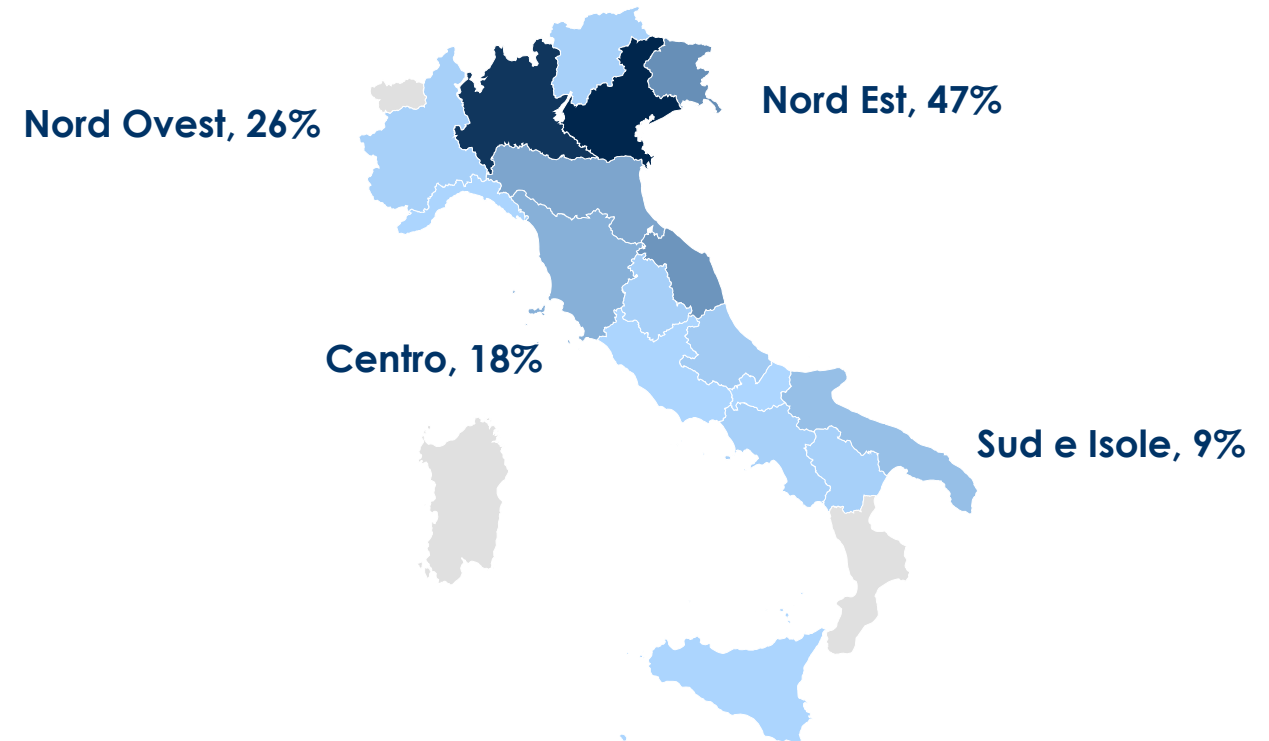 Nord Est, 47%
Nord Ovest, 26%
Centro, 18%
Sud e Isole, 9%